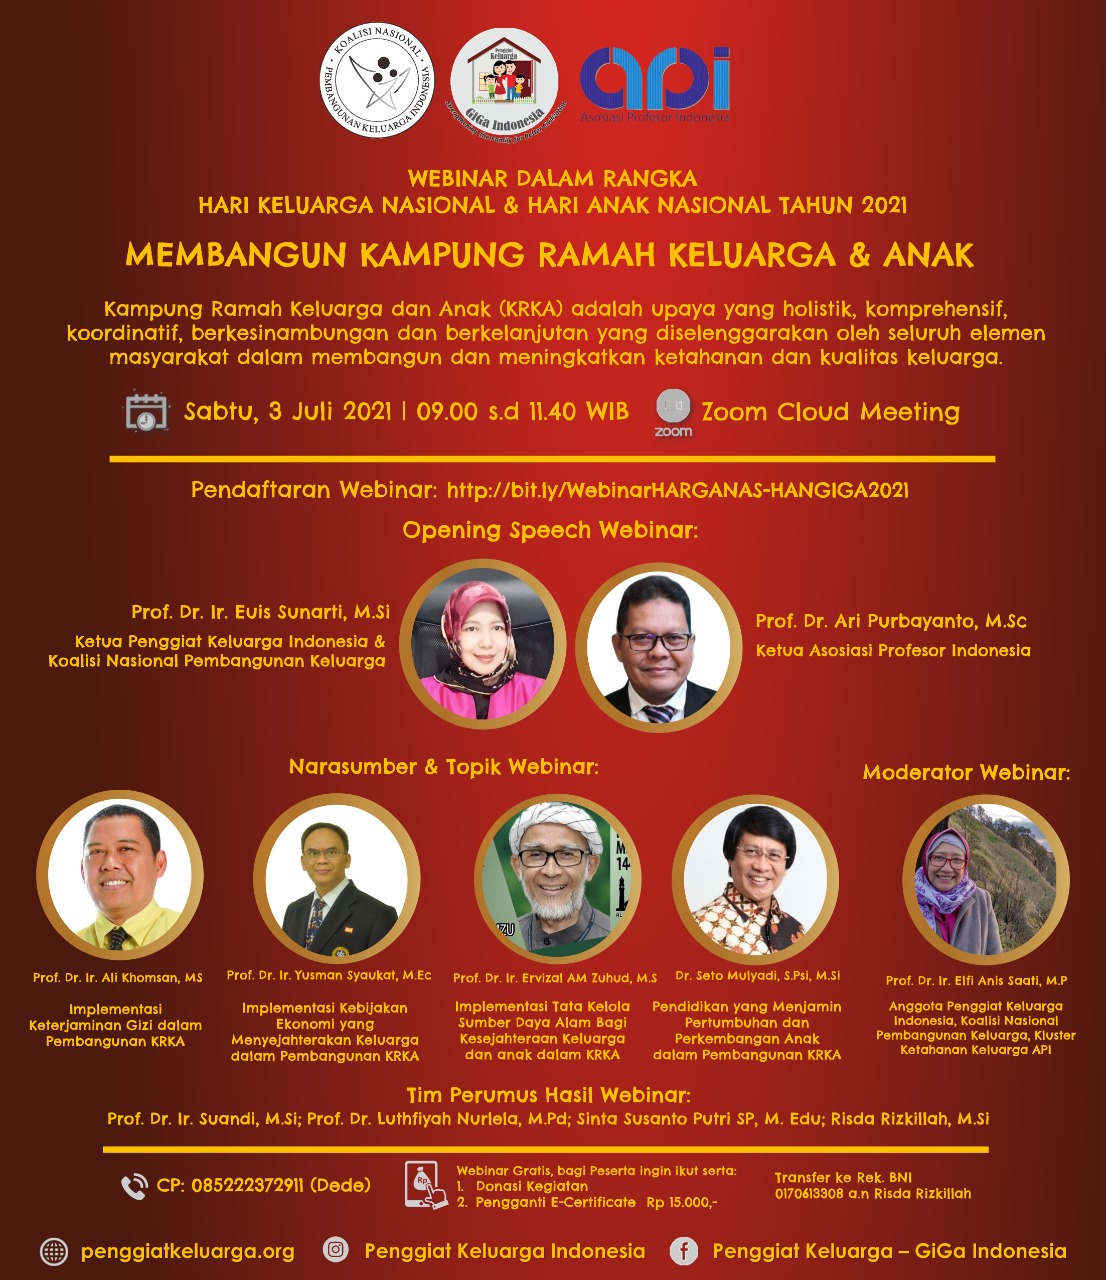 KOALISI NASIONAL
PEMBANGUNAN KELUARGA INDONESIA
Penggiat
Keluarga
GiGa Indonesia
api
Asosiasi Profesor Indonesia
WEBINAR DALAM RANGKA
HARI KELUARGA NASIONAL & HARI ANAK NASIONAL TAHUN 2021
MEMBANGUN KAMPUNG RAMAH KELUARGA & ANAK
Kampung Ramah Keluarga dan Anak (KRKA) adalah upaya yang holistik, komprehensif,
koordinatif, berkesinambungan dan berkelanjutan yang diselenggarakan oleh seluruh elemen
masyarakat dalam membangun dan meningkatkan ketahanan dan kualitas keluarga.
Sabtu, 3 Juli 2021 | 09.00 s.d 11.40 WIB
zoom
Zoom Cloud Meeting
Pendaftaran Webinar: http://bit.ly/WebinarHARGANAS-HANGIGA2021
Opening Speech Webinar:
Prof. Dr. Ir. Euis Sunarti, M.Si
Ketua Penggiat Keluarga Indonesia &
Koalisi Nasional Pembangunan Keluarga
Prof. Dr. Ari Purbayanto, M.Sc
Ketua Asosiasi Profesor Indonesia
Narasumber & Topik Webinar:
Prof. Dr. Ir. Ali Khomsan, MS
Implementasi
Keterjaminan Gizi dalam
Pembangunan KRKA
Prof. Dr. Ir. Yusman Syaukat, M.Ec
Implementasi Kebijakan
Ekonomi yang
Menyejahterakan Keluarga
dalam Pembangunan KRKA
Prof. Dr. Ir. Ervizal AM Zuhud, M.S
Implementasi Tata Kelola
Sumber Daya Alam Bagi
Kesejahteraan Keluarga
dan anak dalam KRKA
Dr. Seto Mulyadi, S.Psi, M.Si
Pendidikan yang Menjamin
Pertumbuhan dan
Perkembangan Anak
dalam Pembangunan KRKA
Moderator Webinar:
Prof. Dr. Ir. Elfi Anis Saati, M.P
Anggota Penggiat Keluarga
Indonesia, Koalisi Nasional
Pembangunan Keluarga, Kluster
Ketahanan Keluarga API
Tim Perumus Hasil Webinar:
Prof. Dr. Ir. Suandi, M.Si; Prof. Dr. Luthfiyah Nurlela, M.Pd; Sinta Susanto Putri SP, M. Edu; Risda Rizkillah, M.Si
CP: 085222372911 (Dede)
Rp
Webinar Gratis, bagi Peserta ingin ikut serta:
1. Donasi Kegiatan
2. Pengganti E-Certificate Rp 15.000,-
Transfer ke Rek. BNI
0170613308 a.n Risda Rizkillah
penggiatkeluarga.org
Penggiat Keluarga Indonesia
Penggiat Keluarga – GiGa Indonesia